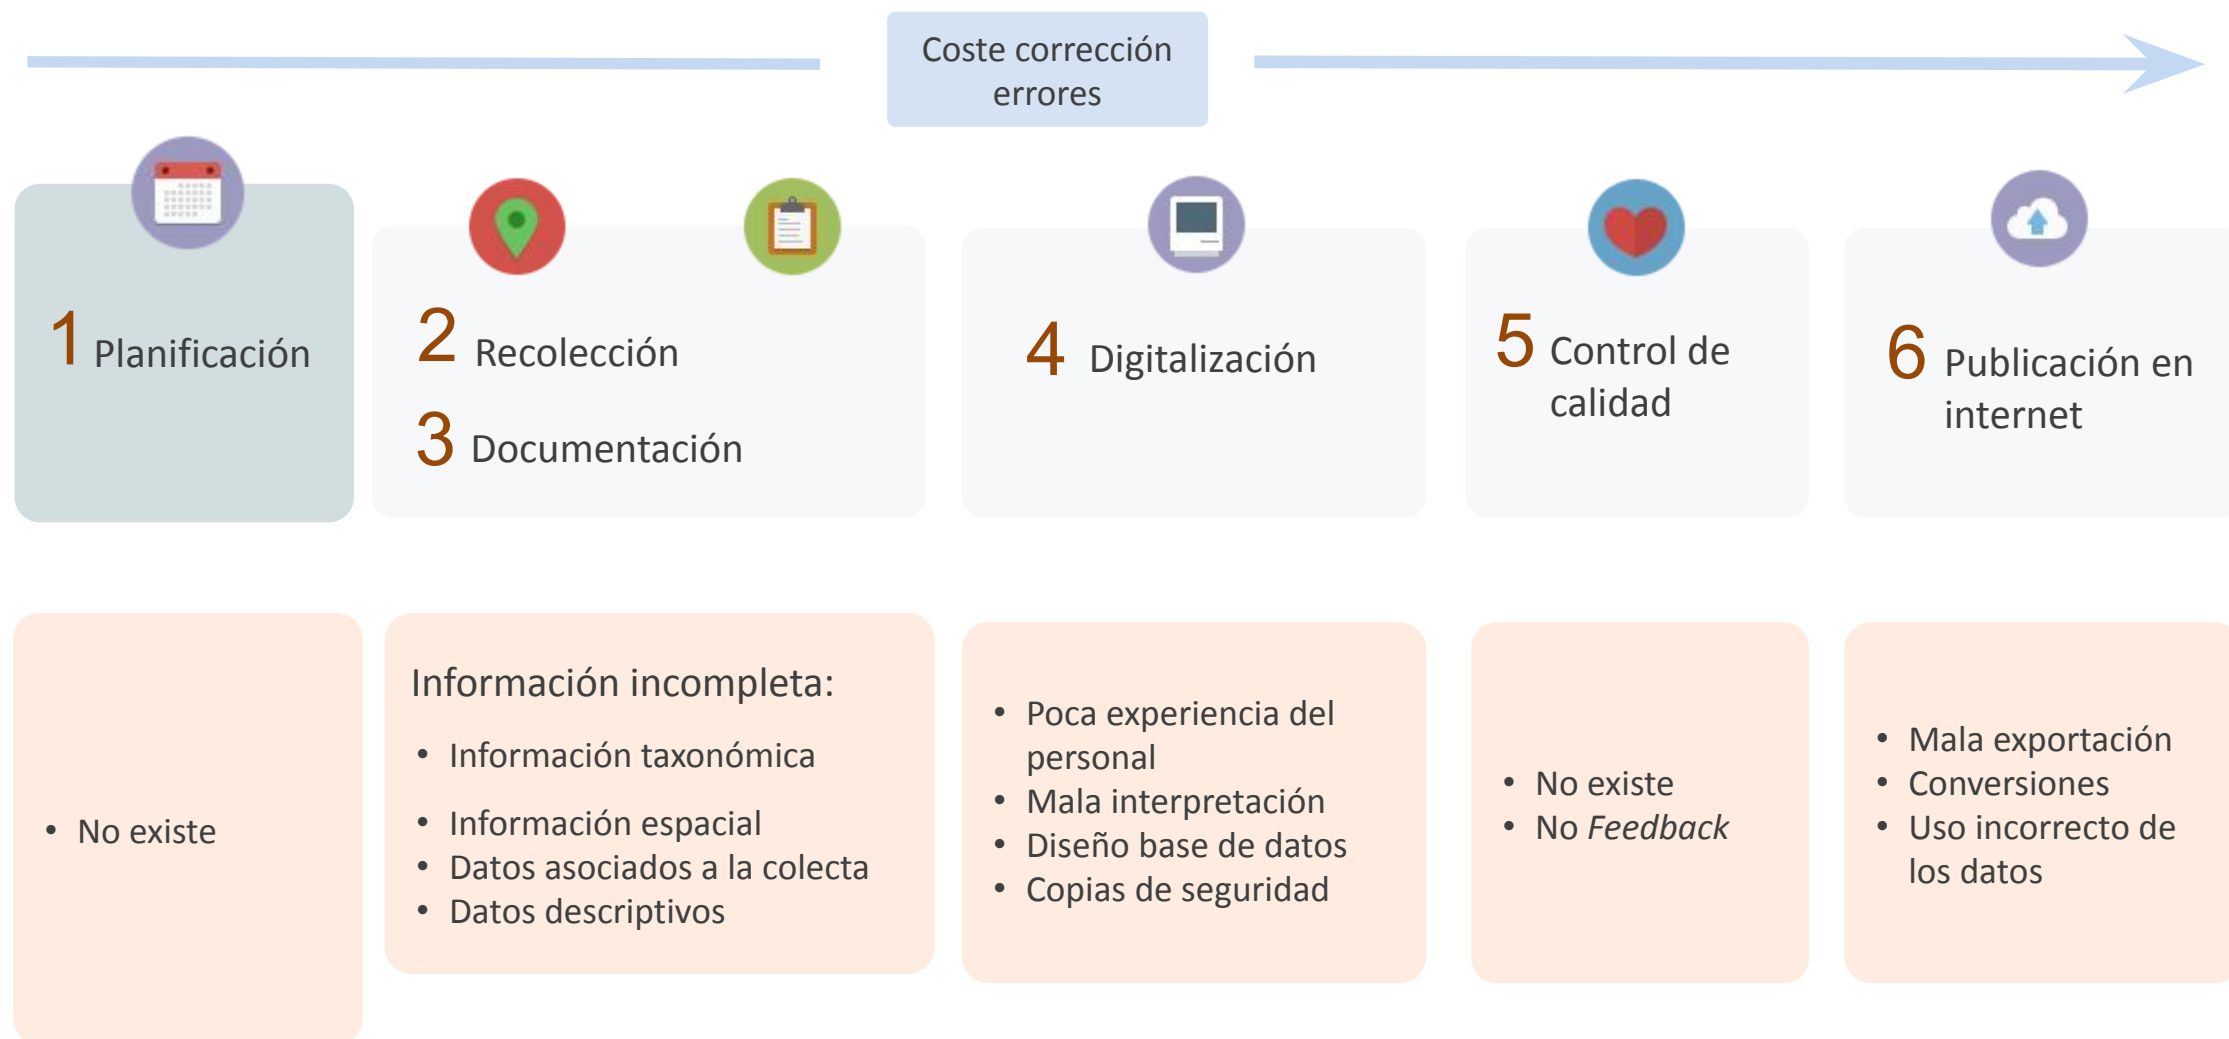 Coste corrección
errores
1 Planificación
2 Recolección
3 Documentación
4 Digitalización
5 Control de
calidad
6 Publicación en
internet
• No existe
Información incompleta:
• Información taxonómica
• Información espacial
• Datos asociados a la colecta
• Datos descriptivos
• Poca experiencia del
personal
• Mala interpretación
• Diseño base de datos
• Copias de seguridad
• No existe
• No Feedback
• Mala exportación
• Conversiones
• Uso incorrecto de
los datos